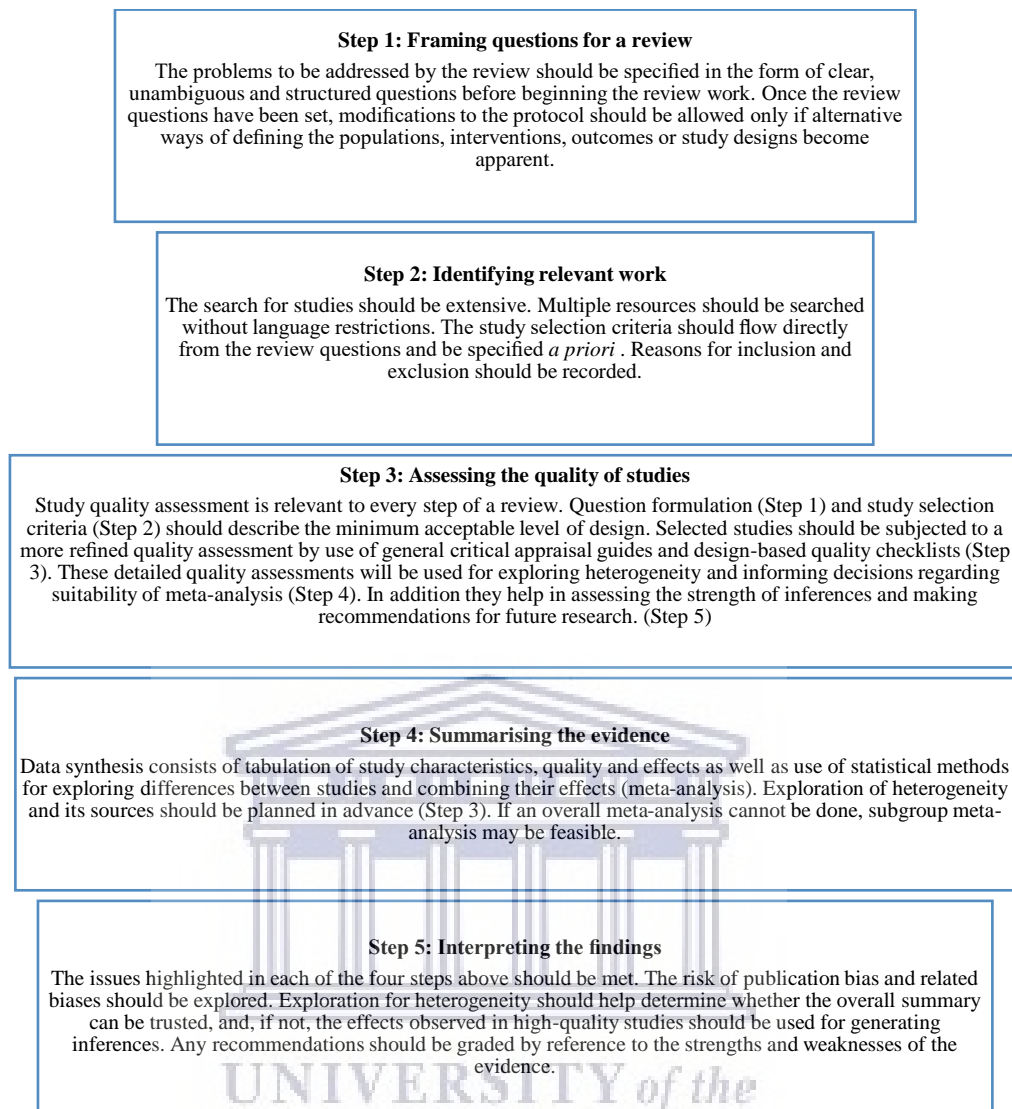 Step 1: Framing questions for a review
The problems to be addressed by the review should be specified in the form of clear,
unambiguous and structured questions before beginning the review work. Once the review
questions have been set, modifications to the protocol should be allowed only if alternative
ways of defining the populations, interventions, outcomes or study designs become
apparent.
Step 2: Identifying relevant work
The search for studies should be extensive. Multiple resources should be searched
without language restrictions. The study selection criteria should flow directly
from the review questions and be specified a priori . Reasons for inclusion and
exclusion should be recorded.
Step 3: Assessing the quality of studies
Study quality assessment is relevant to every step of a review. Question formulation (Step 1) and study selection
criteria (Step 2) should describe the minimum acceptable level of design. Selected studies should be subjected to a
more refined quality assessment by use of general critical appraisal guides and design-based quality checklists (Step
3). These detailed quality assessments will be used for exploring heterogeneity and informing decisions regarding
suitability of meta-analysis (Step 4). In addition they help in assessing the strength of inferences and making
recommendations for future research. (Step 5)
Step 4: Summarising the evidence
Data synthesis consists of tabulation of study characteristics, quality and effects as well as use of statistical methods
for exploring differences between studies and combining their effects (meta-analysis). Exploration of heterogeneity
and its sources should be planned in advance (Step 3). If an overall meta-analysis cannot be done, subgroup meta-
analysis may be feasible.
Step 5: Interpreting the findings
The issues highlighted in each of the four steps above should be met. The risk of publication bias and related
biases should be explored. Exploration for heterogeneity should help determine whether the overall summary
can be trusted, and, if not, the effects observed in high-quality studies should be used for generating
inferences. Any recommendations should be graded by reference to the strengths and weaknesses of the
evidence.
UNIVERSITY of the